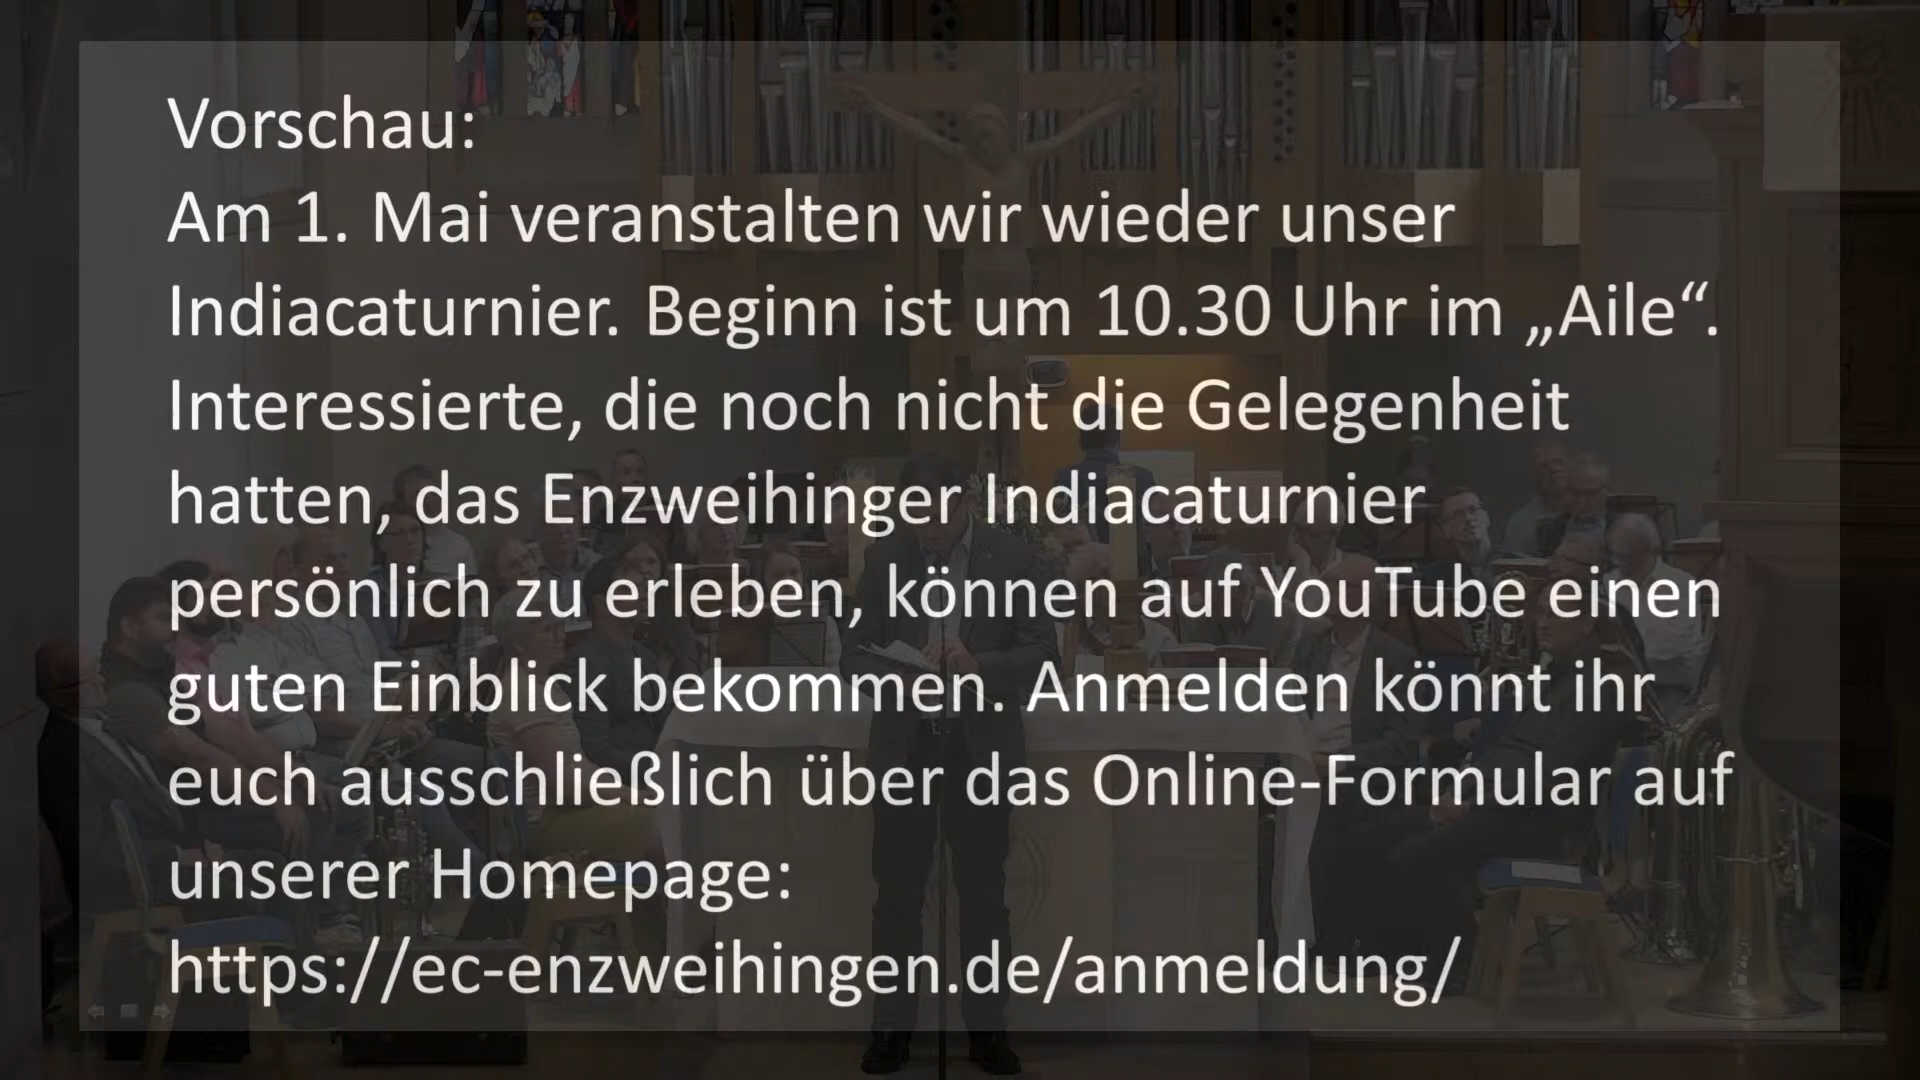 Vorschau:
Am 1. Mai veranstalten wir wieder unser
Indiacaturnier. Beginn ist um 10.30 Uhr im „Aile“.
Interessierte, die noch nicht die Gelegenheit
hatten, das Enzweihinger Indiacaturnier
persönlich zu erleben, können auf YouTube einen
guten Einblick bekommen. Anmelden könnt ihr
euch ausschließlich über das Online-Formular auf
unserer Homepage:
https://ec-enzweihingen.de/anmeldung/